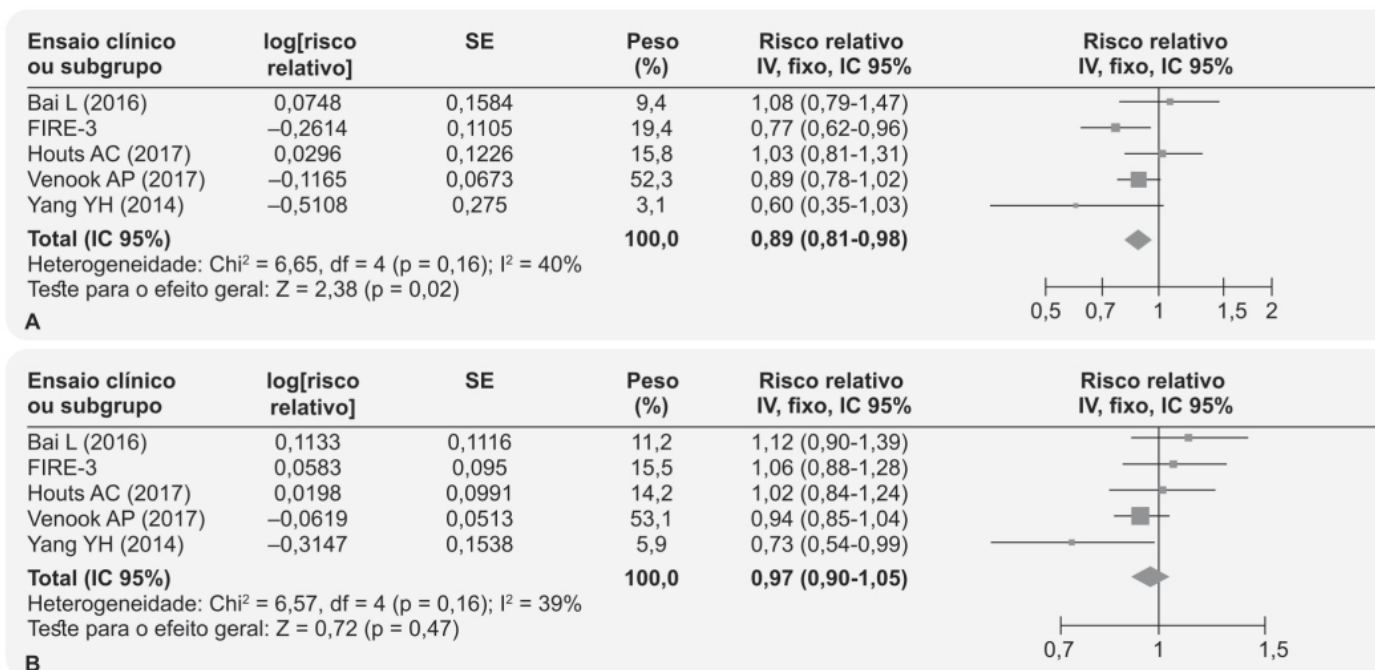 Ensaio clínico ou subgrupo log[risco relativo] SE Peso (%) Risco relativo IV, fixo, IC 95% Risco relativo IV, fixo, IC 95%
Bai L (2016) 0,0748 0,1584 9,4 1,08 (0,79-1,47)
FIRE-3 –0,2614 0,1105 19,4 0,77 (0,62-0,96)
Houts AC (2017) 0,0296 0,1226 15,8 1,03 (0,81-1,31)
Venook AP (2017) –0,1165 0,0673 52,3 0,89 (0,78-1,02)
Yang YH (2014) –0,5108 0,275 3,1 0,60 (0,35-1,03)
Total (IC 95%) 100,0 0,89 (0,81-0,98)
Heterogeneidade: Chi² = 6,65, df = 4 (p = 0,16); I² = 40%
Teste para o efeito geral: Z = 2,38 (p = 0,02)
0,5 0,7 1 1,5 2
A
Ensaio clínico ou subgrupo log[risco relativo] SE Peso (%) Risco relativo IV, fixo, IC 95% Risco relativo IV, fixo, IC 95%
Bai L (2016) 0,1133 0,1116 11,2 1,12 (0,90-1,39)
FIRE-3 0,0583 0,095 15,5 1,06 (0,88-1,28)
Houts AC (2017) 0,0198 0,0991 14,2 1,02 (0,84-1,24)
Venook AP (2017) –0,0619 0,0513 53,1 0,94 (0,85-1,04)
Yang YH (2014) –0,3147 0,1538 5,9 0,73 (0,54-0,99)
Total (IC 95%) 100,0 0,97 (0,90-1,05)
Heterogeneidade: Chi² = 6,57, df = 4 (p = 0,16); I² = 39%
Teste para o efeito geral: Z = 0,72 (p = 0,47)
0,7 1 1,5
B